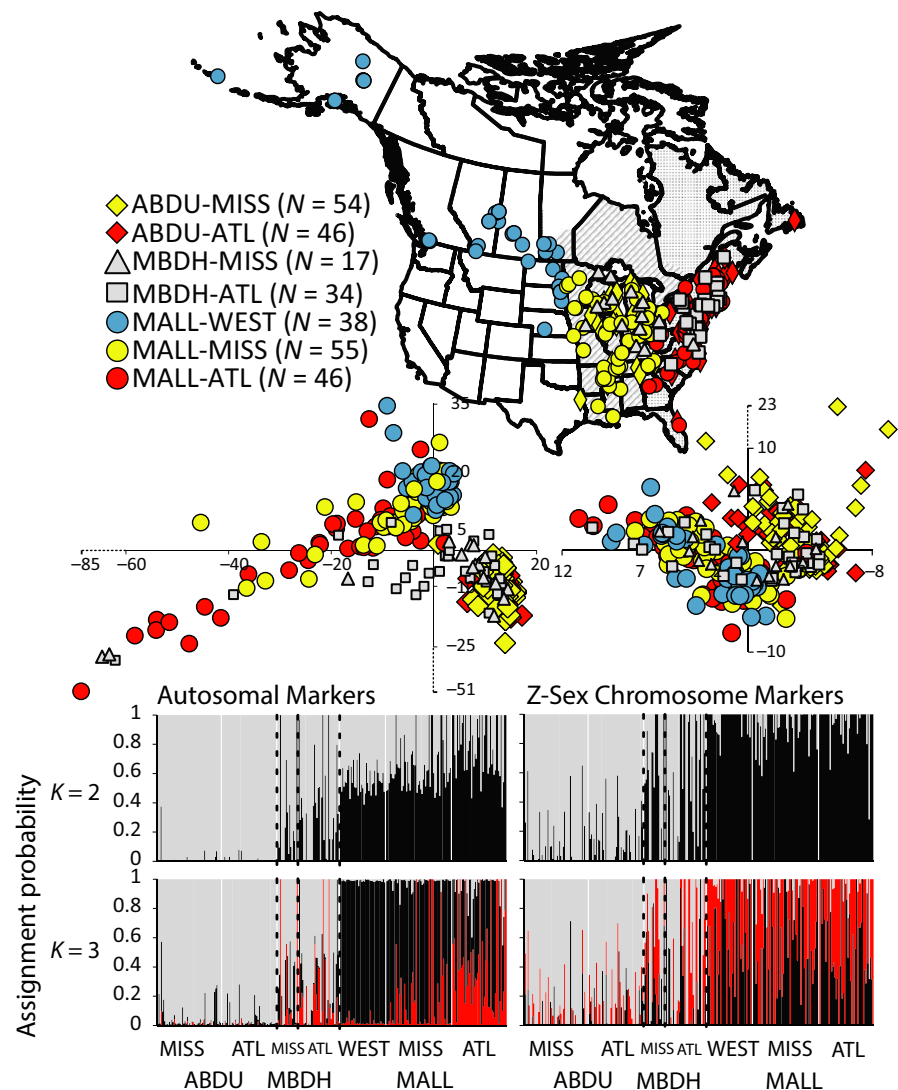 ABDU-MISS (N = 54)
ABDU-ATL (N = 46)
MBDH-MISS (N = 17)
MBDH-ATL (N = 34)
MALL-WEST (N = 38)
MALL-MISS (N = 55)
MALL-ATL (N = 46)
35
20
5
−85 −60 −40 −20 20
−25
−51
23
10
12 7 −8
−10
Autosomal Markers
Z-Sex Chromosome Markers
Assignment probability
K = 2
1
0.8
0.6
0.4
0.2
0
K = 3
1
0.8
0.6
0.4
0.2
0
MISS ATL MISS ATL WEST MISS ATL
ABDU MBDH MALL
MISS ATL MISS ATL WEST MISS ATL
ABDU MBDH MALL